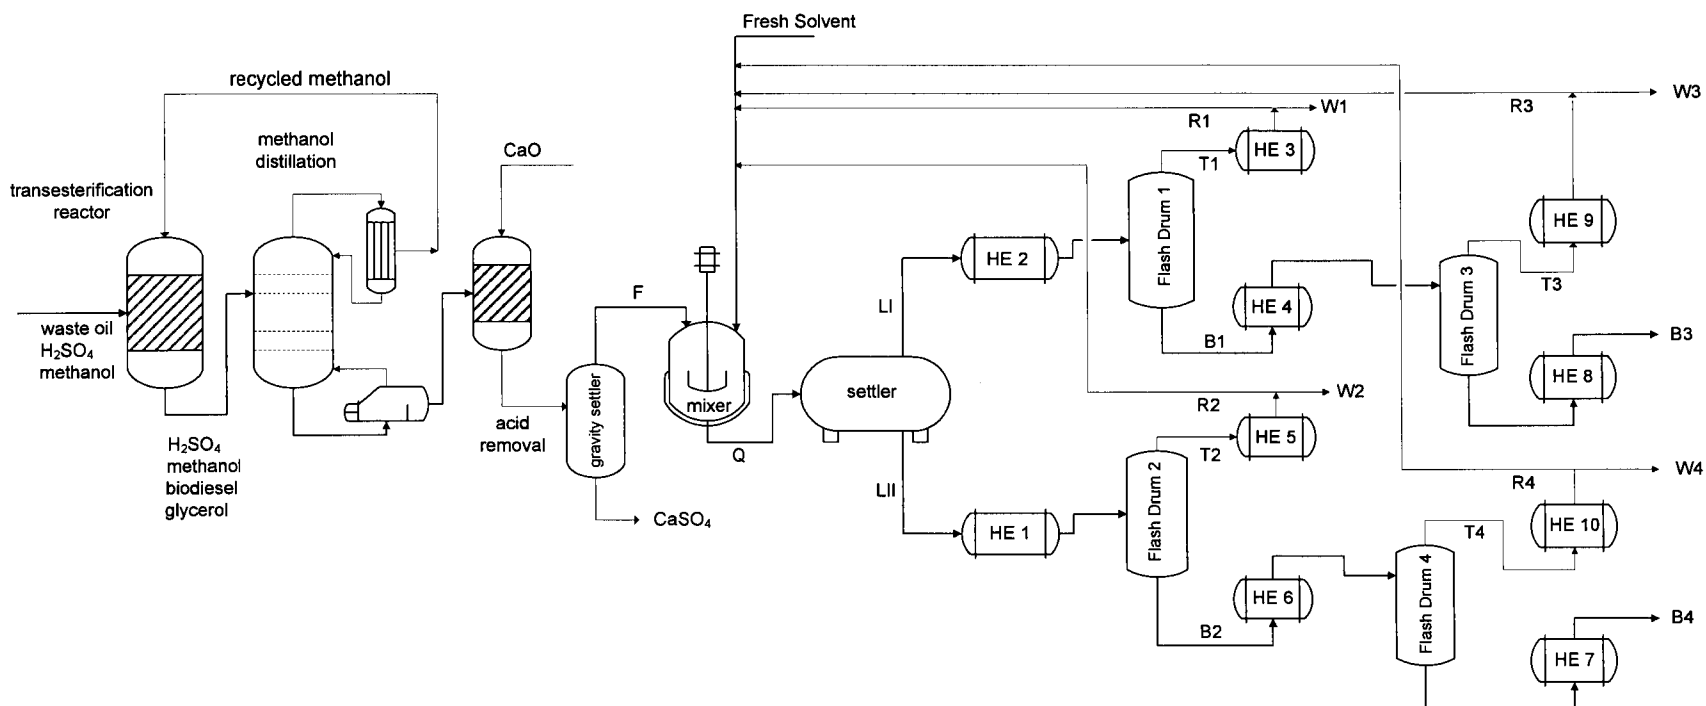 Fresh Solvent
recycled methanol
W3
R3
W1
R1
methanol
distillation
CaO
HE 3
T1
transesterification
reactor
Flash Drum 1
HE 9
HE 2
T3
Flash Drum 3
F
LI
HE 4
waste oil
H₂SO₄
methanol
B1
B3
HE 8
mixer
settler
R2
W2
acid
removal
gravity settler
HE 5
T2
Q
H₂SO₄
methanol
biodiesel
glycerol
Flash Drum 2
W4
R4
LII
CaSO₄
HE 1
T4
HE 10
Flash Drum 4
HE 6
B2
B4
HE 7